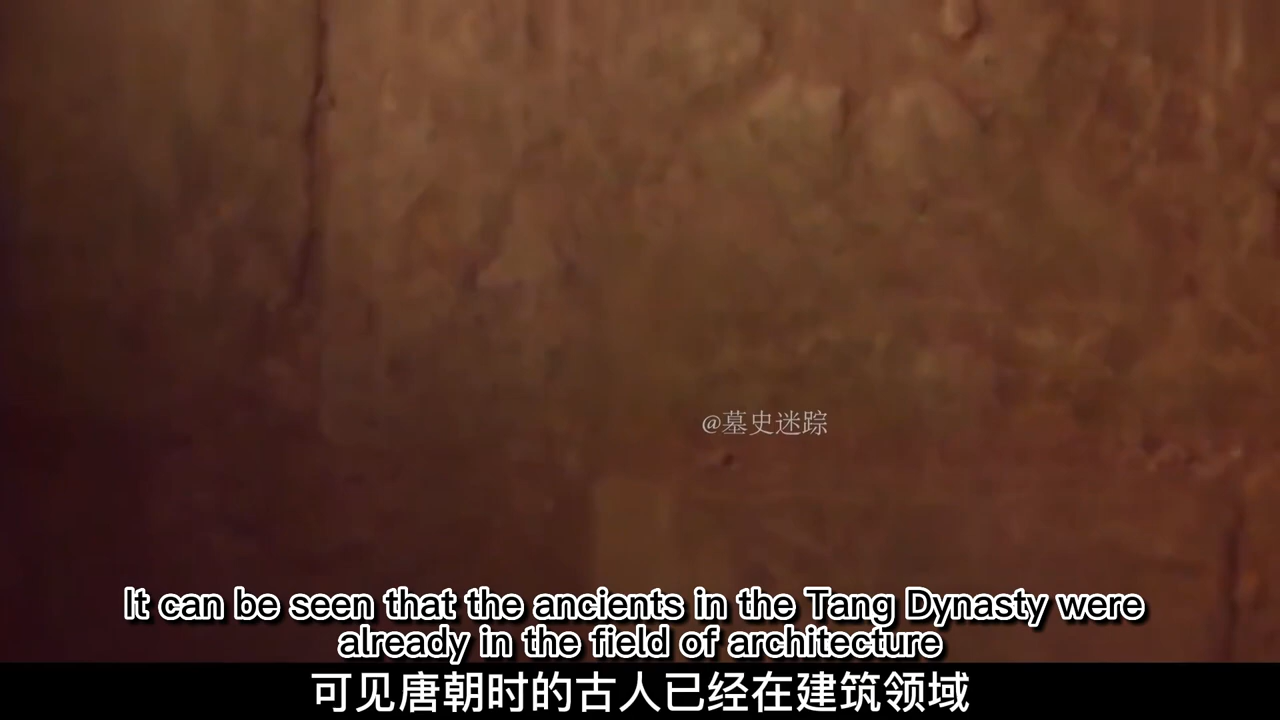 @墓史迷踪
It can be seen that the ancients in the Tang Dynasty were
already in the field of architecture
可见唐朝时的古人已经在建筑领域